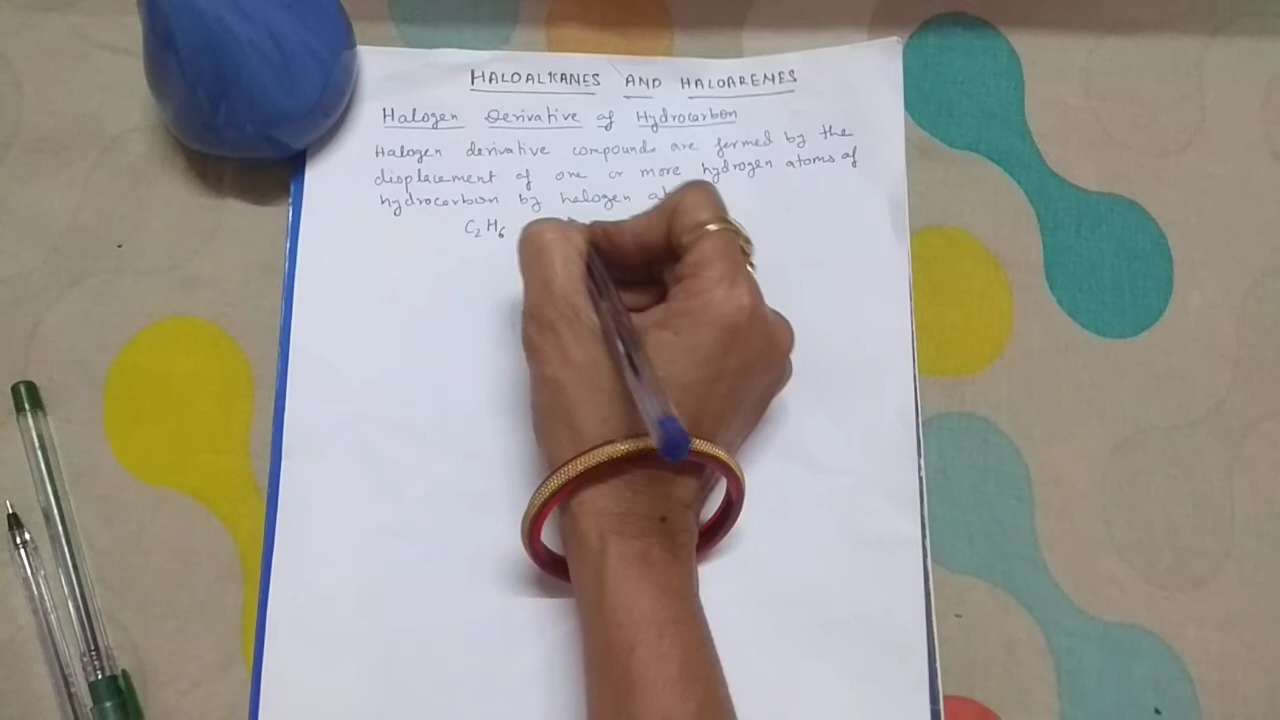 HALOALKANES AND HALOARENES
Halogen Derivative of Hydrocarbon
Halogen derivative compounds are formed by the
displacement of one or more hydrogen atoms of
hydrocarbon by halogen
C₂H₆